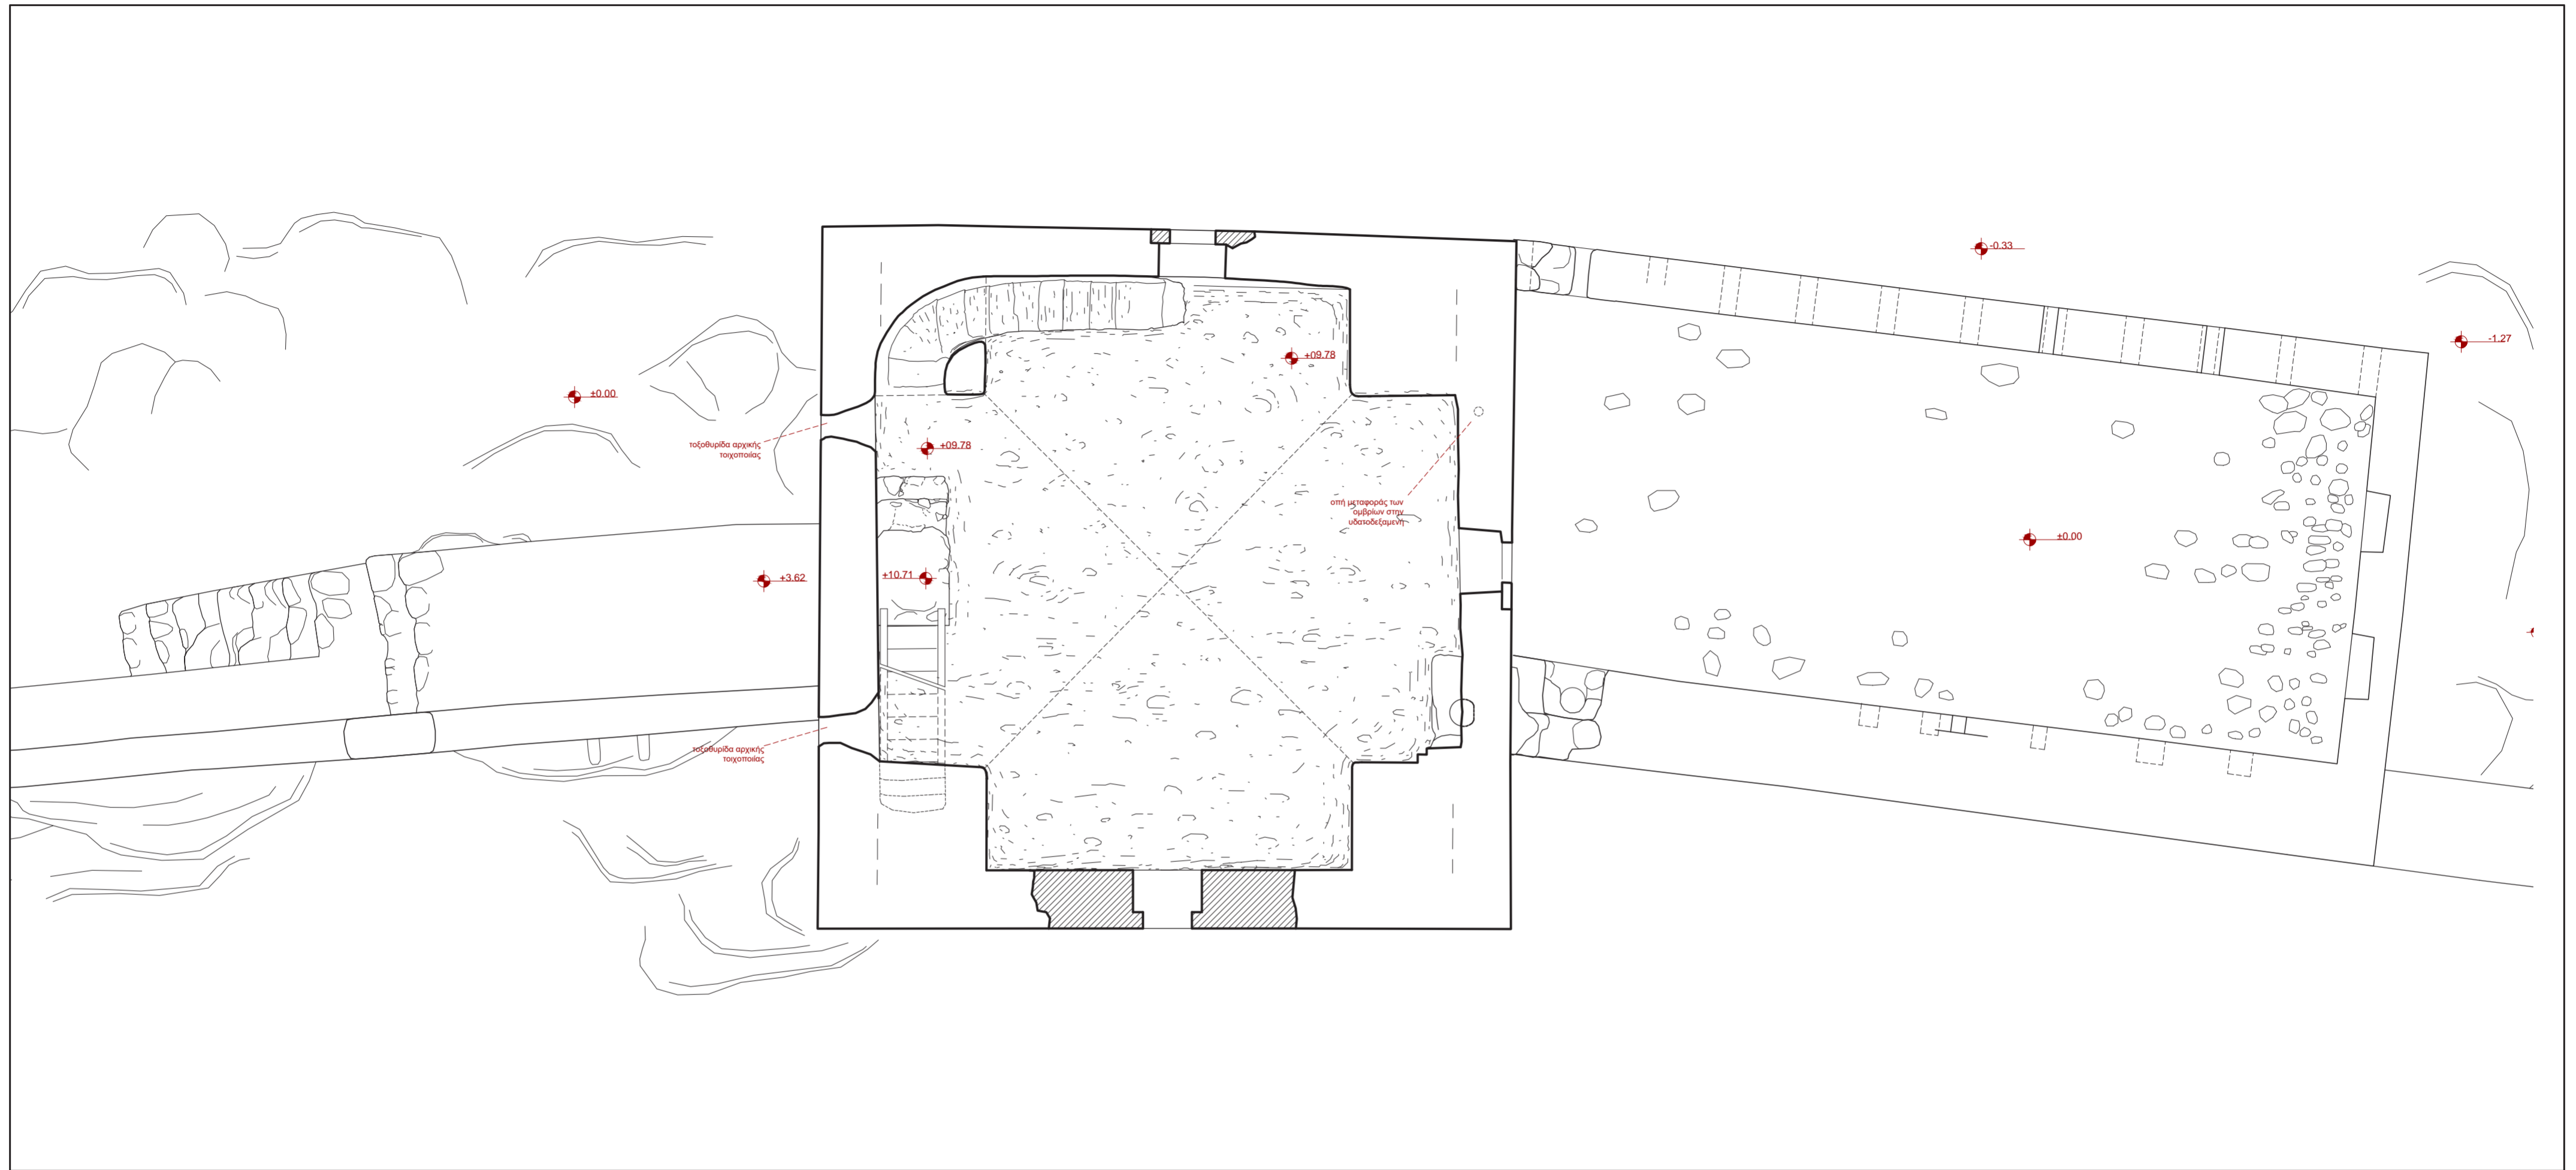 -0.33
-1.27
+09.78
±0.00
τοξοθυρίδα αρχικής
τοιχοποιίας
+09.78
οπή μεταφοράς των
ομβρίων στην
υδατοδεξαμενή
±0.00
+3.62
+10.71
τοξοθυρίδα αρχικής
τοιχοποιίας